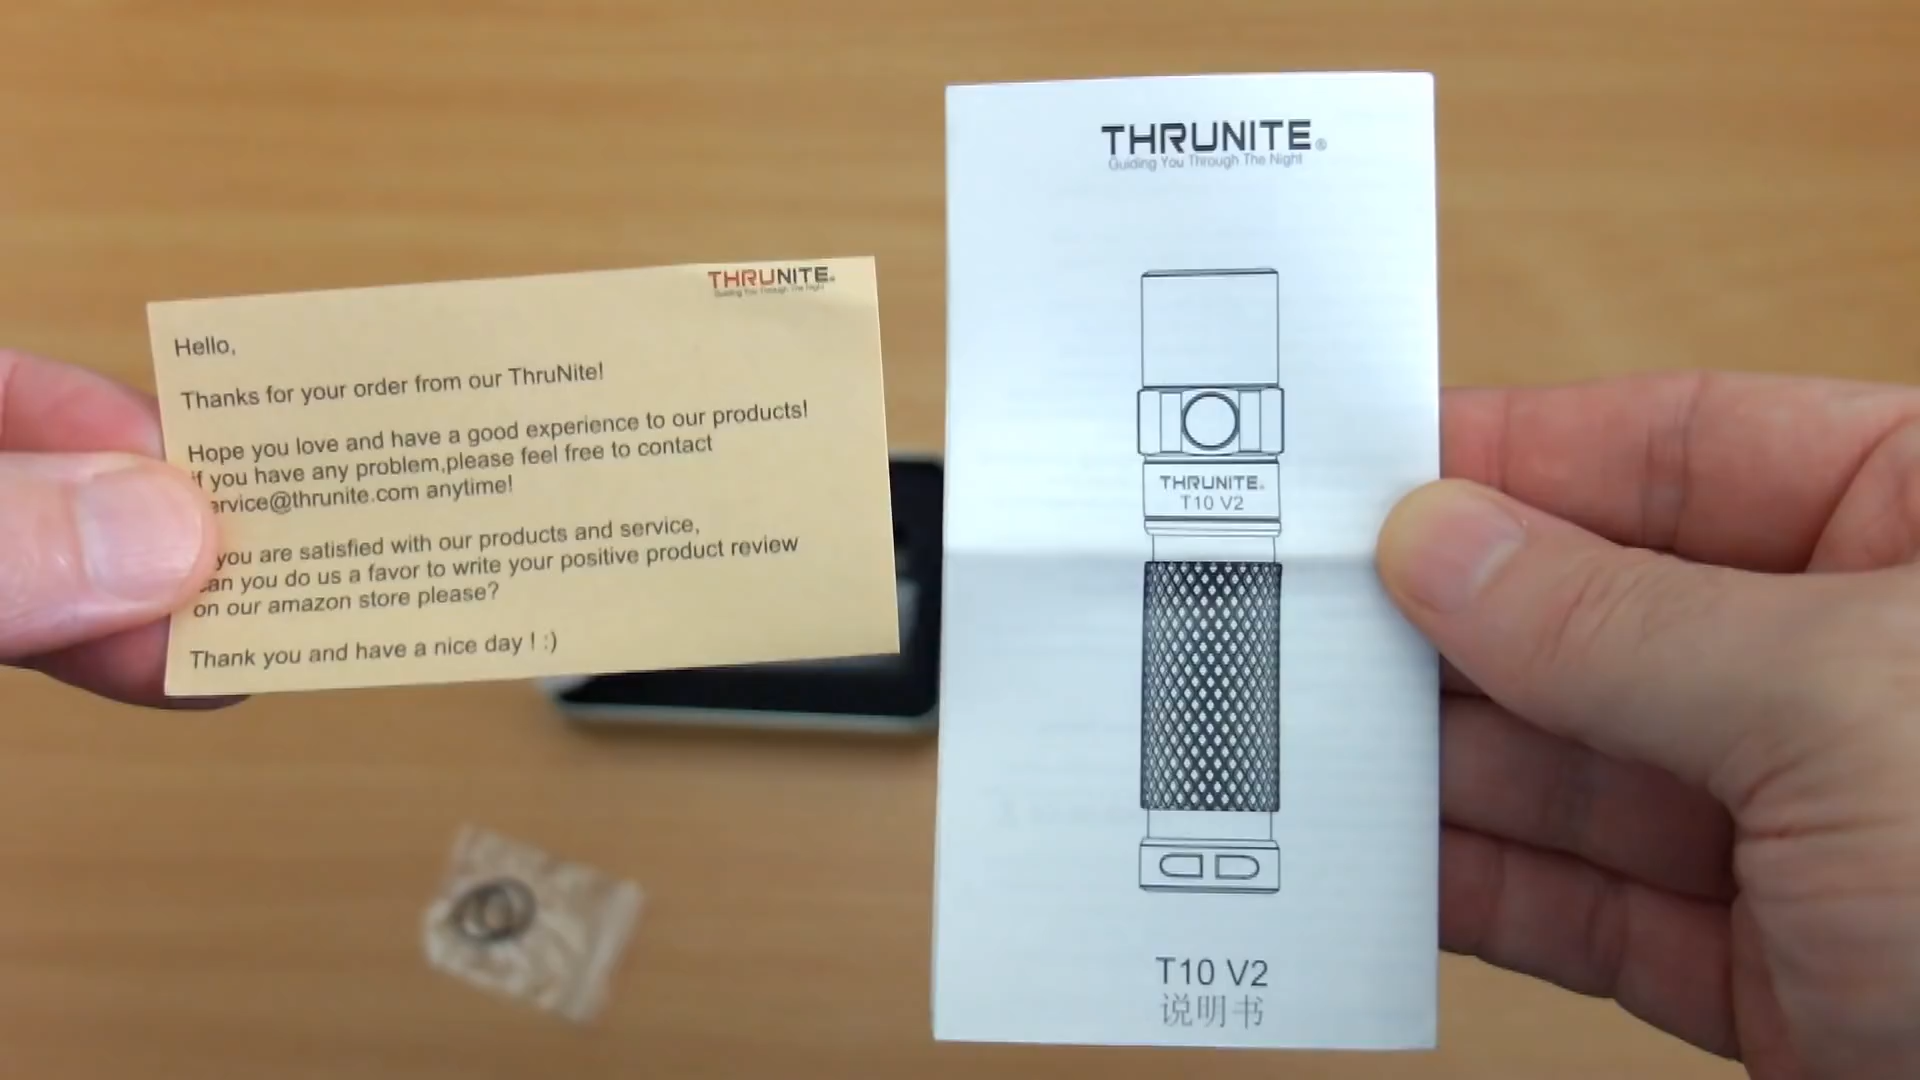 THRUNITE.
Guiding You Through The Night
Hello,
Thanks for your order from our ThruNite!
Hope you love and have a good experience to our products!
if you have any problem,please feel free to contact
ervice@thrunite.com anytime!
you are satisfied with our products and service,
an you do us a favor to write your positive product review
on our amazon store please?
Thank you and have a nice day ! :)
THRUNITE®
Guiding You Through The Night
THRUNITE.
T10 V2
T10 V2
说明书